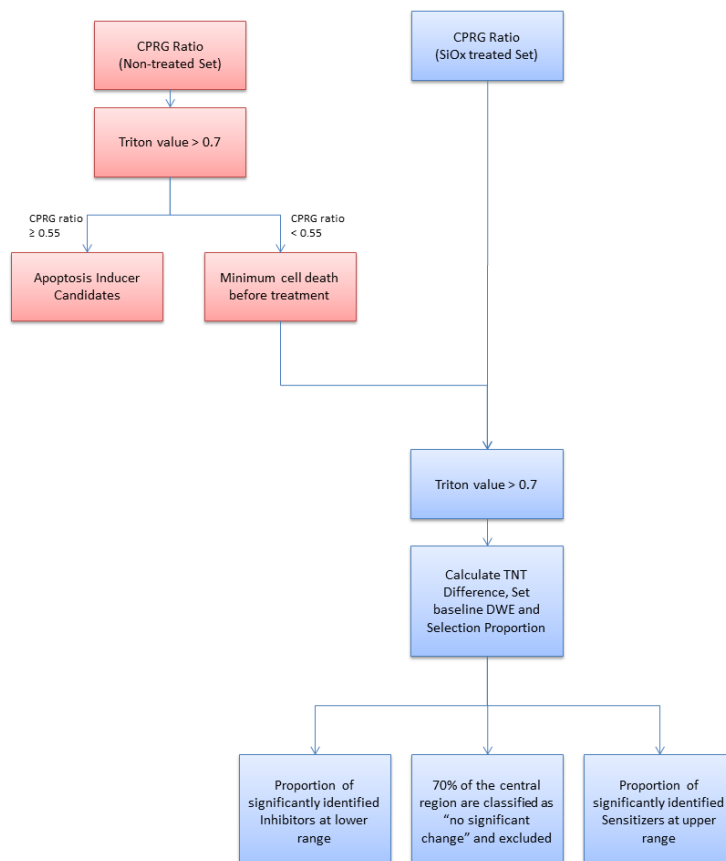 CPRG Ratio
(Non-treated Set)
CPRG Ratio
(SiOx treated Set)
Triton value > 0.7
CPRG ratio
≥ 0.55
CPRG ratio
< 0.55
Apoptosis Inducer
Candidates
Minimum cell death
before treatment
Triton value > 0.7
Calculate TNT
Difference, Set
baseline DWE and
Selection Proportion
Proportion of
significantly identified
Inhibitors at lower
range
70% of the central
region are classified as
“no significant
change” and excluded
Proportion of
significantly identified
Sensitizers at upper
range